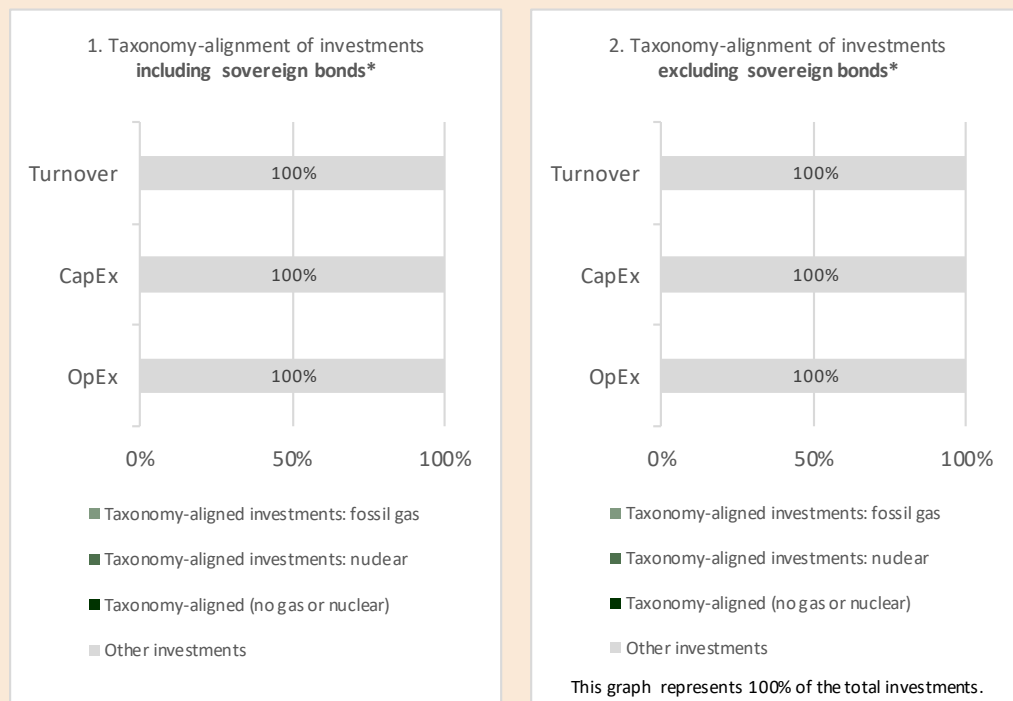 1. Taxonomy-alignment of investments
including sovereign bonds*
Turnover
100%
CapEx
100%
OpEx
100%
0%
50%
100%
Taxonomy-aligned investments: fossil gas
Taxonomy-aligned investments: nuclear
Taxonomy-aligned (no gas or nuclear)
Other investments
2. Taxonomy-alignment of investments
excluding sovereign bonds*
Turnover
100%
CapEx
100%
OpEx
100%
0%
50%
100%
Taxonomy-aligned investments: fossil gas
Taxonomy-aligned investments: nuclear
Taxonomy-aligned (no gas or nuclear)
Other investments
This graph represents 100% of the total investments.